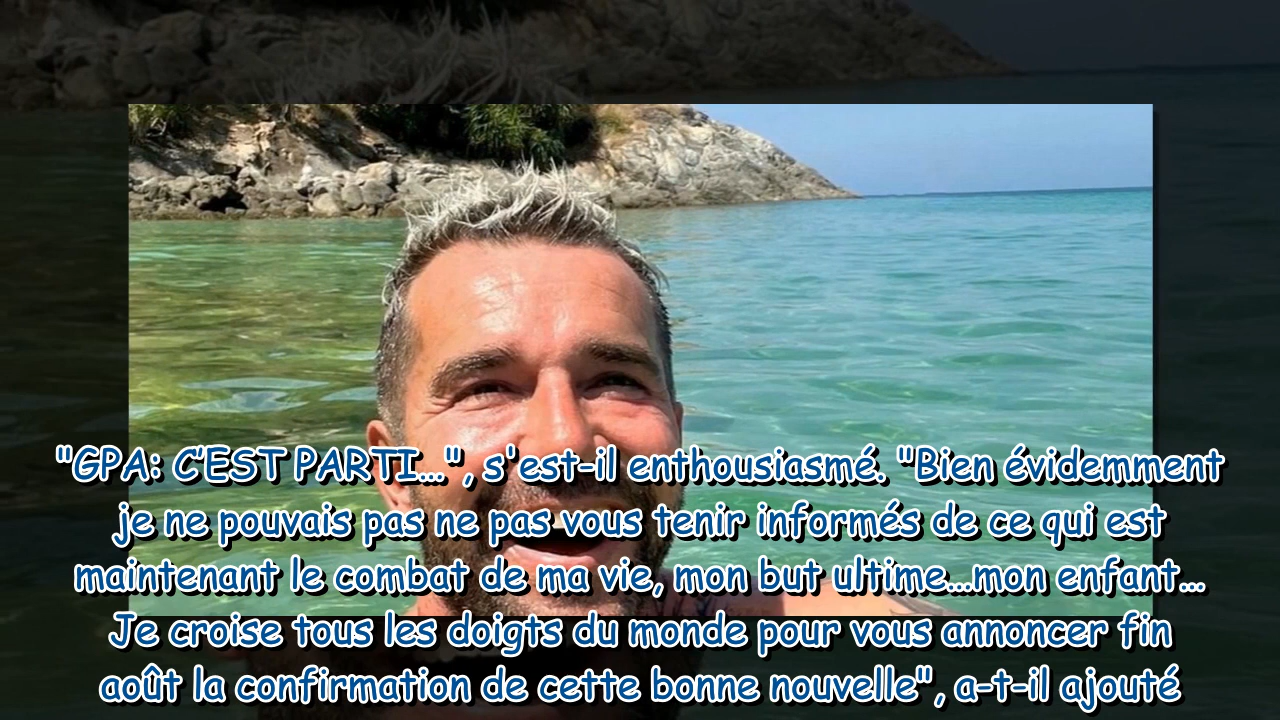 "GPA: C'EST PARTI...", s'est-il enthousiasmé. "Bien évidemment
je ne pouvais pas ne pas vous tenir informés de ce qui est
maintenant le combat de ma vie, mon but ultime...mon enfant...
Je croise tous les doigts du monde pour vous annoncer fin
août la confirmation de cette bonne nouvelle", a-t-il ajouté